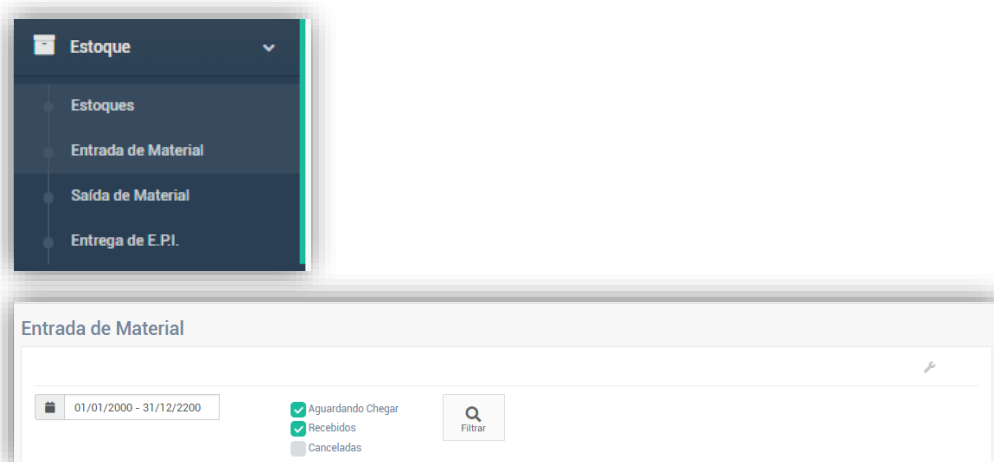 Estoque
Estoques
Entrada de Material
Saída de Material
Entrega de E.P.I.
Entrada de Material
01/01/2000 - 31/12/2200
Aguardando Chegar
Recebidos
Canceladas
Filtrar